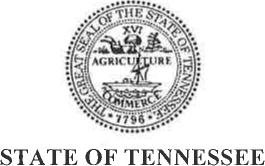 THE GREAT SEAL OF THE STATE OF TENNESSEE
XVI
AGRICULTURE
COMMERCE
1796
STATE OF TENNESSEE